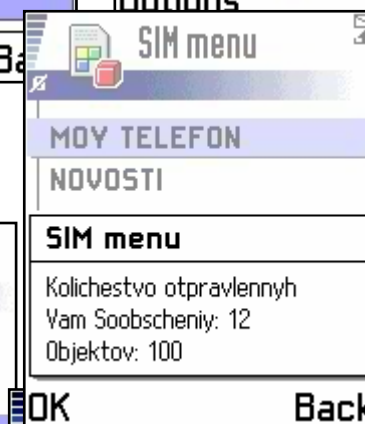 Options
Ba
SIM menu
MOY TELEFON
NOVOSTI
SIM menu
Kolichestvo otpravlennyh
Vam Soobscheniy: 12
Objektov: 100
OK Back